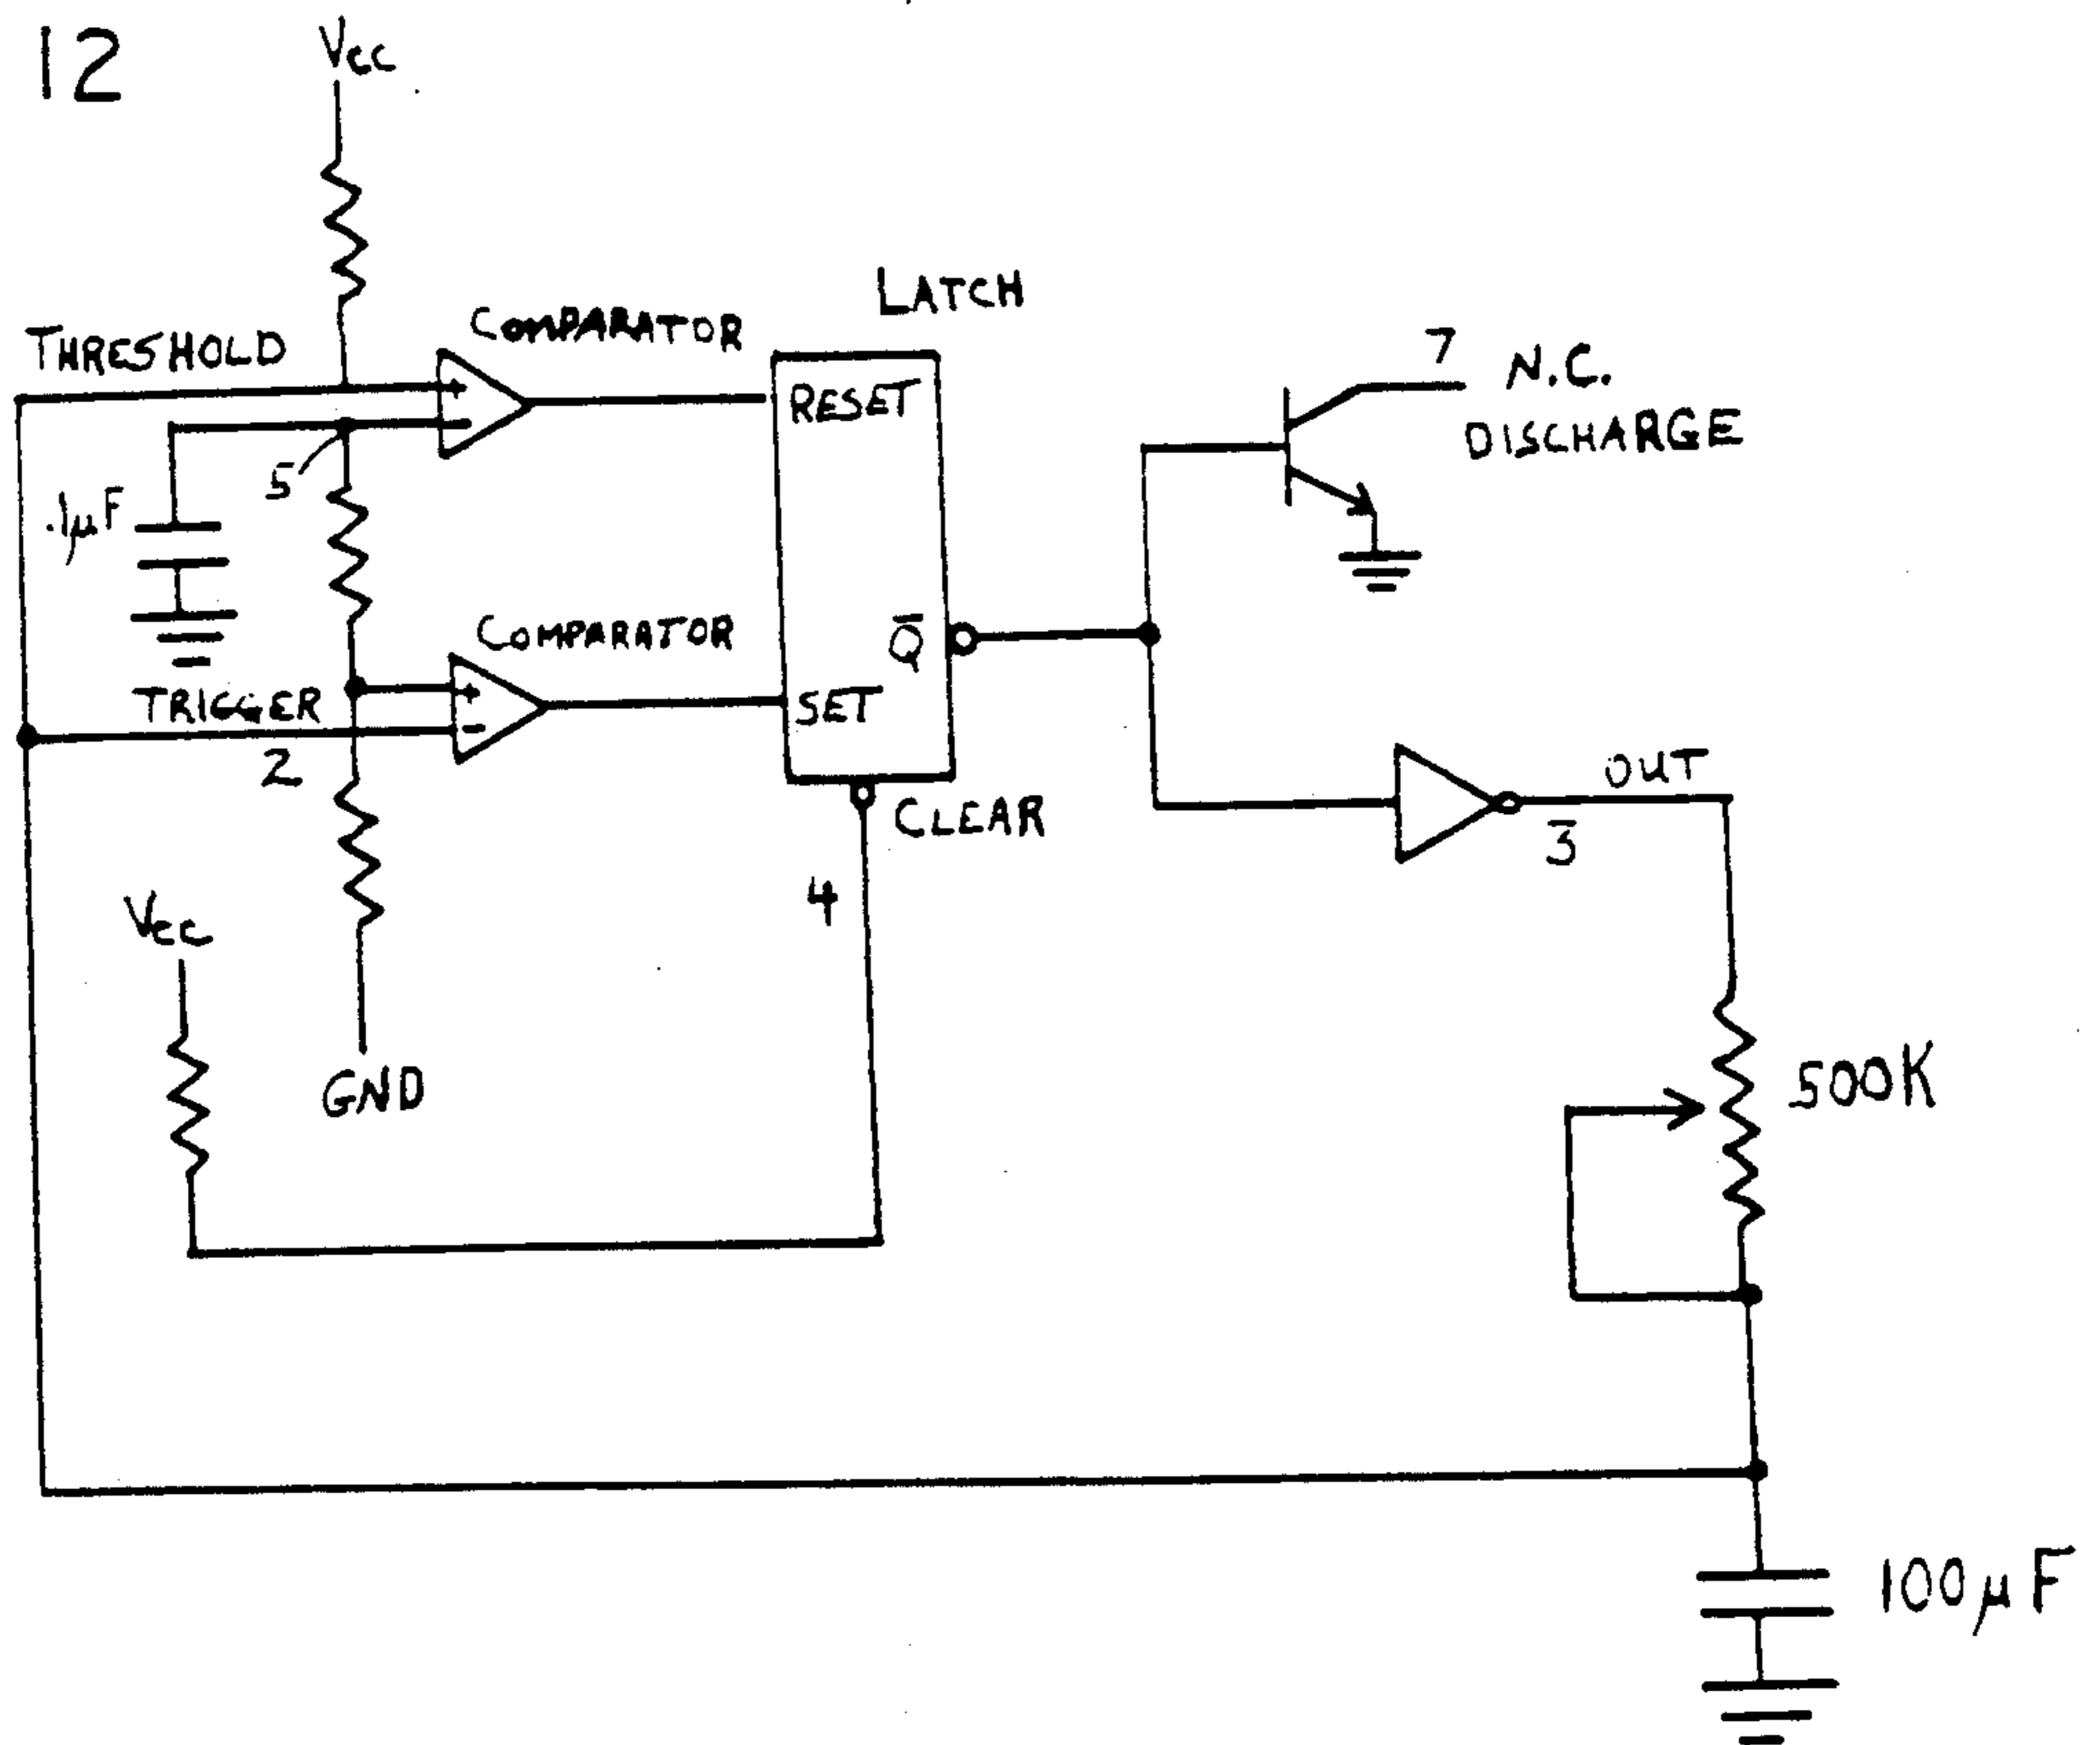 12
Vcc
LATCH
COMPARATOR
THRESHOLD
+
-
RESET
7
N.C.
DISCHARGE
5
.1µF
COMPARATOR
Q̅
TRIGGER
+
-
SET
2
OUT
3
CLEAR
4
Vcc
GND
500K
100µF